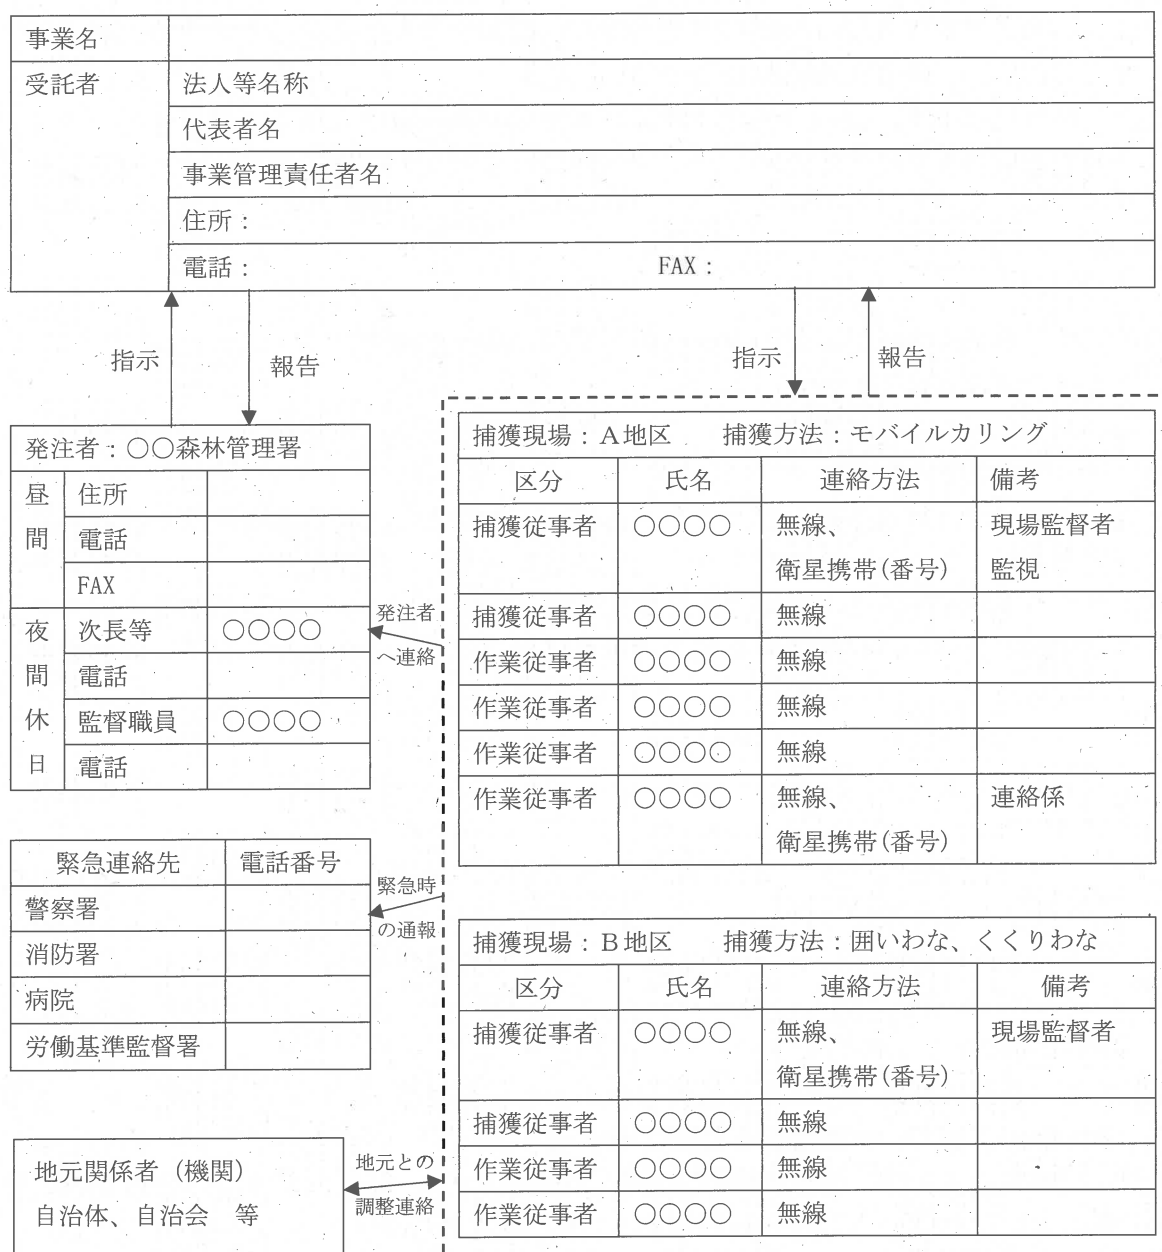 事業名
受託者 法人等名称
代表者名
事業管理責任者名
住所：
電話： FAX：
指示 報告 指示 報告
発注者：〇〇森林管理署
昼間 住所
電話
FAX
夜間休日 次長等 〇〇〇〇
電話
監督職員 〇〇〇〇
電話
発注者
へ連絡
緊急連絡先 電話番号
警察署
消防署
病院
労働基準監督署
緊急時
の通報
地元関係者（機関）
自治体、自治会　等
地元との
調整連絡
捕獲現場：A地区　捕獲方法：モバイルカリング
区分 氏名 連絡方法 備考
捕獲従事者 〇〇〇〇 無線、 現場監督者
衛星携帯(番号) 監視
捕獲従事者 〇〇〇〇 無線
作業従事者 〇〇〇〇 無線
作業従事者 〇〇〇〇 無線
作業従事者 〇〇〇〇 無線
作業従事者 〇〇〇〇 無線、 連絡係
衛星携帯(番号)
捕獲現場：B地区　捕獲方法：囲いわな、くくりわな
区分 氏名 連絡方法 備考
捕獲従事者 〇〇〇〇 無線、 現場監督者
衛星携帯(番号)
捕獲従事者 〇〇〇〇 無線
作業従事者 〇〇〇〇 無線
作業従事者 〇〇〇〇 無線